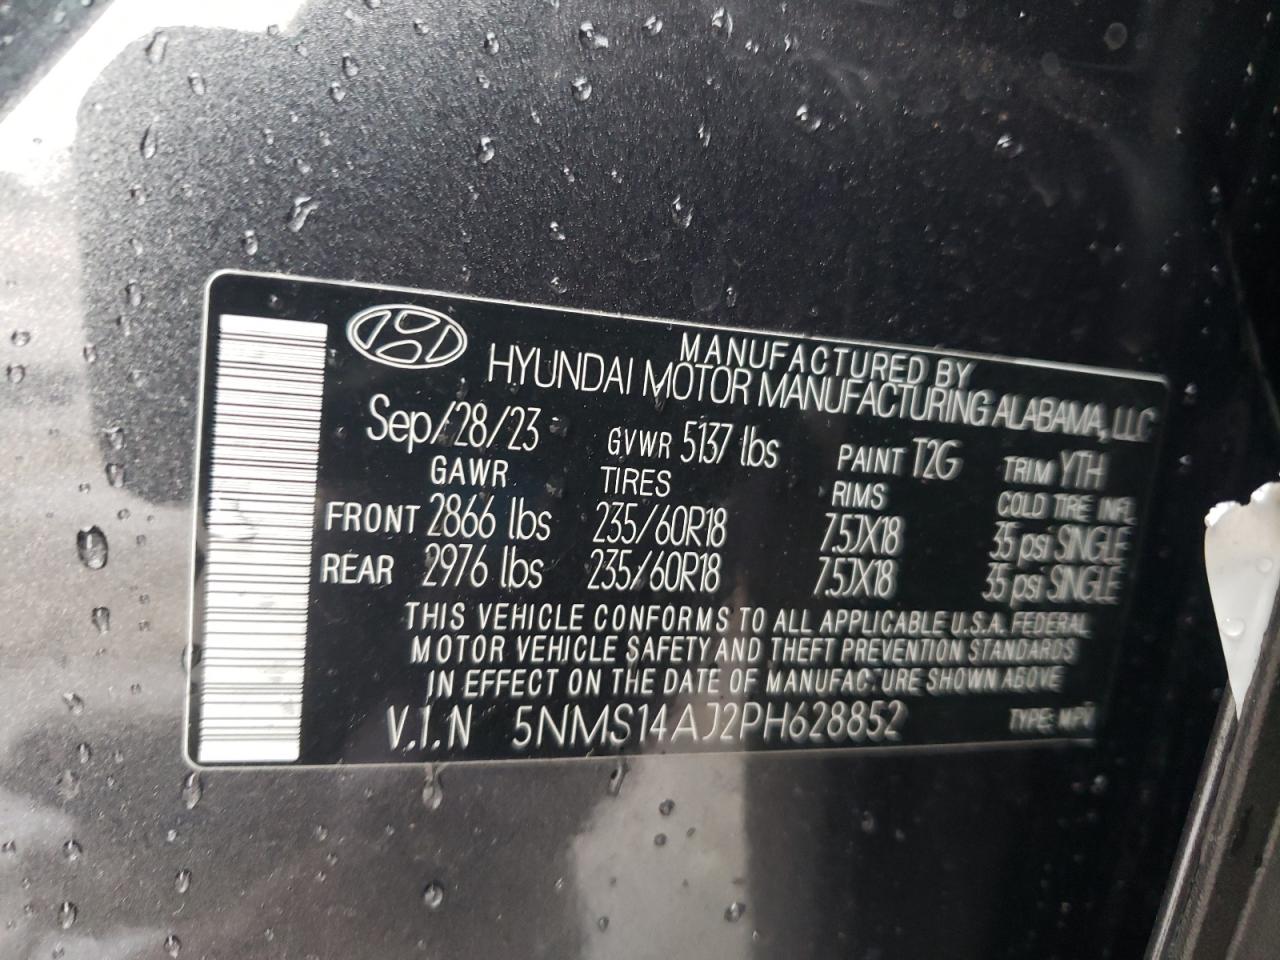 MANUFACTURED BY
HYUNDAI MOTOR MANUFACTURING ALABAMA, LLC
Sep/28/23 GVWR 5137 lbs PAINT T2G TRIM YTH
GAWR TIRES RIMS COLD TIRE INFL
FRONT 2866 lbs 235/60R18 7.5JX18 35 psi SINGLE
REAR 2976 lbs 235/60R18 7.5JX18 35 psi SINGLE
THIS VEHICLE CONFORMS TO ALL APPLICABLE U.S.A. FEDERAL
MOTOR VEHICLE SAFETY AND THEFT PREVENTION STANDARDS
IN EFFECT ON THE DATE OF MANUFACTURE SHOWN ABOVE
V.I.N 5NMS14AJ2PH628852 TYPE: MPV